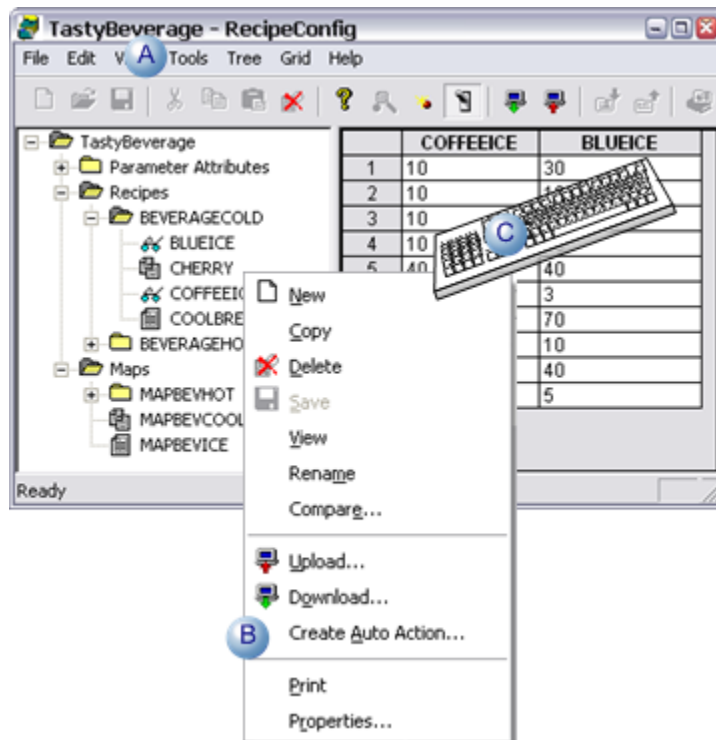 TastyBeverage - RecipeConfig
File Edit V A Tools Tree Grid Help
TastyBeverage
Parameter Attributes
Recipes
BEVERAGECOLD
BLUEICE
CHERRY
COFFEEIC
COOLBRE
BEVERAGEHO
Maps
MAPBEVHOT
MAPBEVCOOL
MAPBEVICE
COFFEEICE BLUEICE
1 10 30
2 10
3 10
4 10
5 40 40
3
70
10
40
5
C
New
Copy
Delete
Save
View
Rename
Compare...
Upload...
Download...
B Create Auto Action...
Print
Properties...
Ready